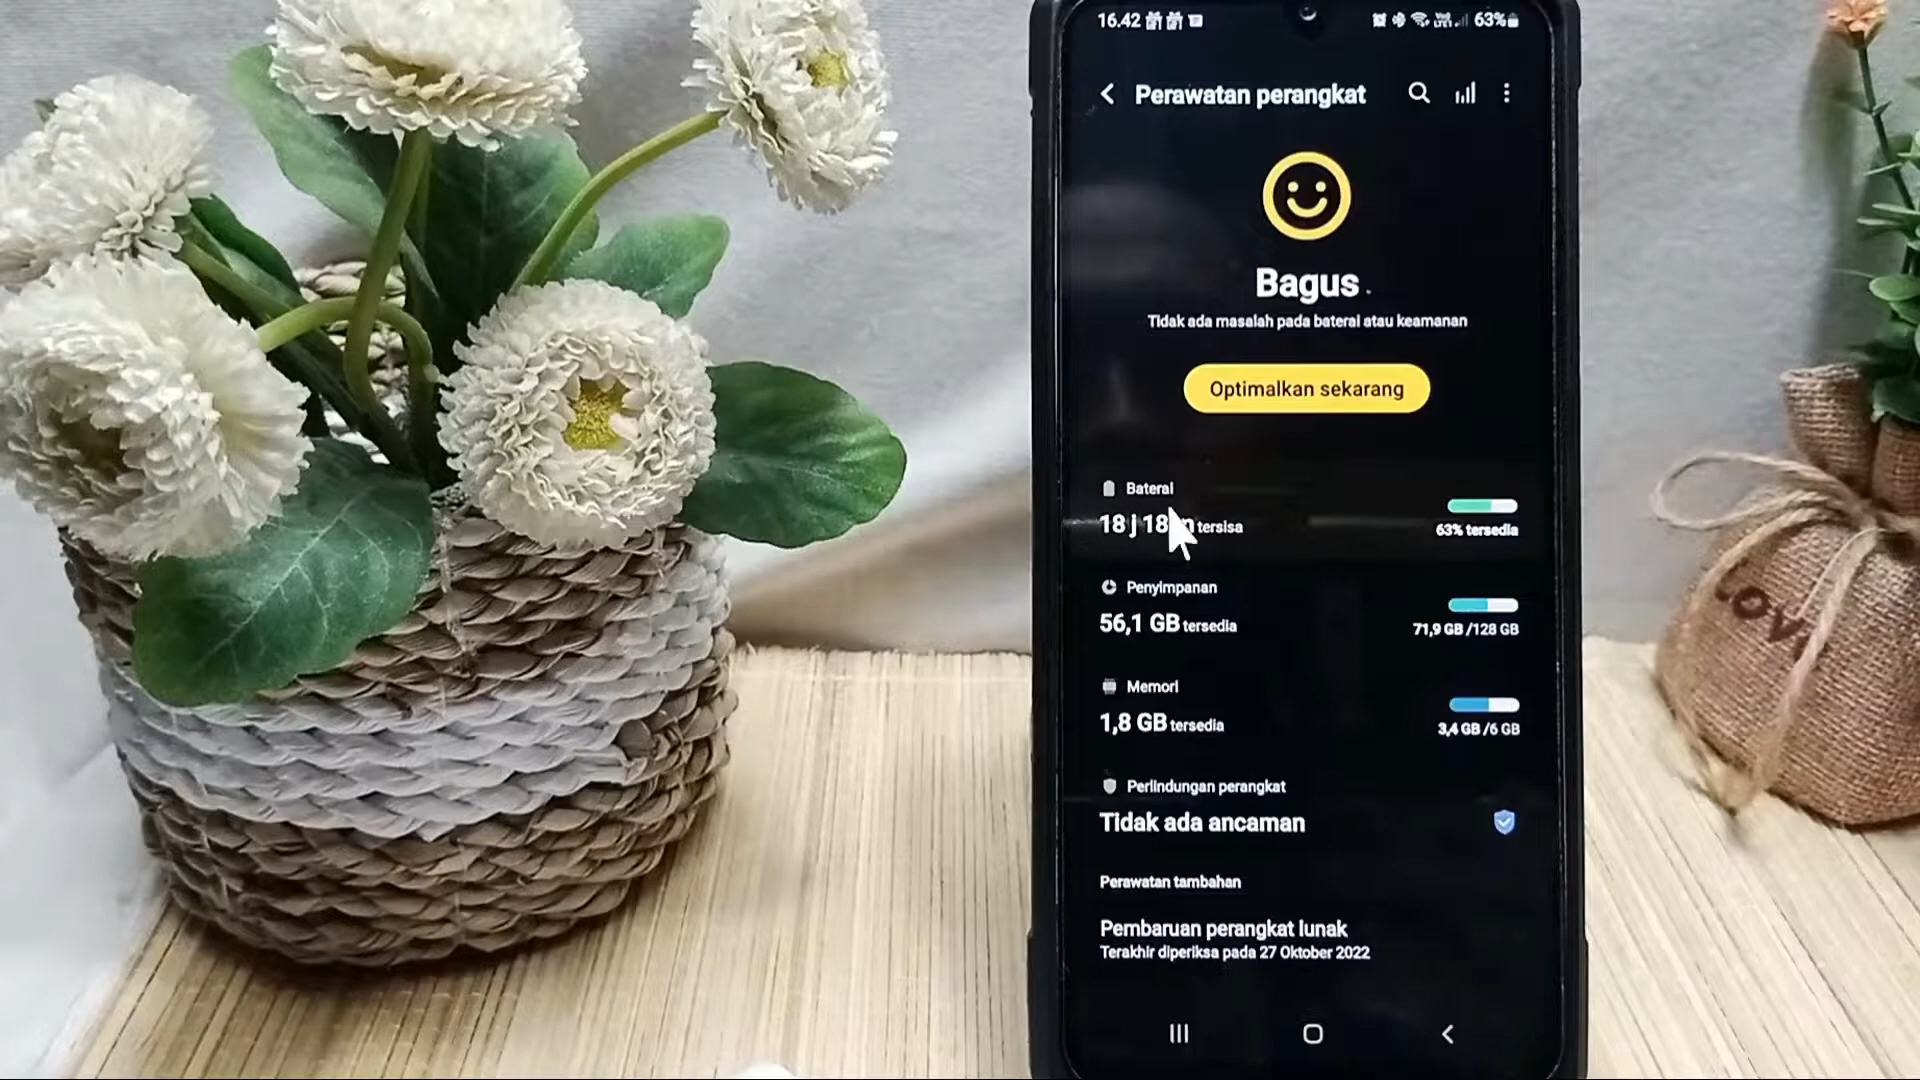 16.42
63%
Perawatan perangkat
Bagus
Tidak ada masalah pada baterai atau keamanan
Optimalkan sekarang
Baterai
18 j 18 tersisa
63% tersedia
Penyimpanan
56,1 GB tersedia
71,9 GB /128 GB
Memori
1,8 GB tersedia
3,4 GB /6 GB
Perlindungan perangkat
Tidak ada ancaman
Perawatan tambahan
Pembaruan perangkat lunak
Terakhir diperiksa pada 27 Oktober 2022